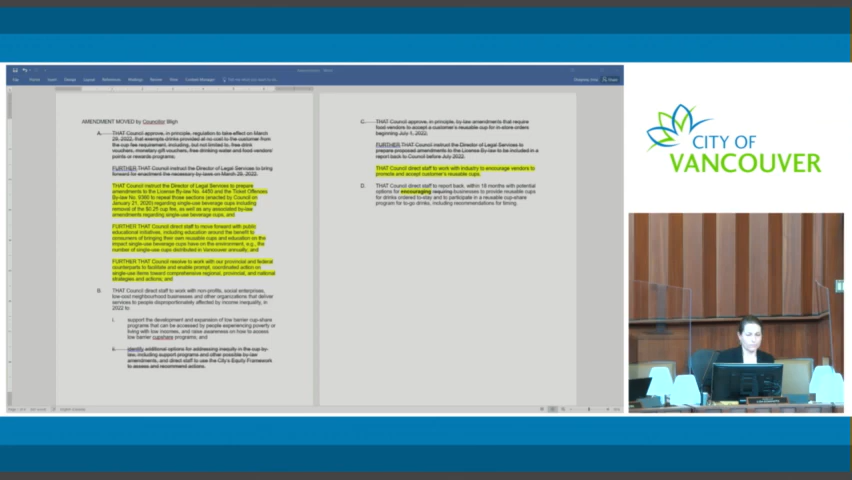 AMENDMENT MOVED by Councillor Wigh
A. THAT Council approve, in principle, regulation to take effect on March
29, 2022, that exempts drinks provided at no cost to the customer from
the cup fee requirement, including, but not limited to, free drink
vouchers, monetary gift vouchers, free drinking water and food vendors'
points or rewards programs.
FURTHER THAT Council instruct the Director of Legal Services to bring
forward for enactment the necessary by-laws on March 29, 2022.
THAT Council instruct the Director of Legal Services to prepare
amendments to the License By-law No. 4450 and the Ticket Offences
By-law No. 9360 to repeal those sections (enacted by Council on
January 21, 2020) regarding single-use beverage cups including
removal of the $0.25 cup fee, as well as any associated by-law
amendments regarding single-use beverage cups, and
FURTHER THAT Council direct staff to move forward with public
educational initiatives, including education around the benefit to
consumers of bringing their own reusable cups and education on the
impact single-use beverage cups have on the environment, e.g., the
number of single-use cups distributed in Vancouver annually; and
FURTHER THAT Council resolve to work with our provincial and federal
counterparts to facilitate and enable prompt, coordinated action on
single-use items toward comprehensive regional, provincial, and national
strategies and actions; and
B. THAT Council direct staff to work with non-profits, social enterprises,
low-cost neighbourhood businesses and other organizations that deliver
services to people disproportionately affected by income inequality, in
2022 to
i. support the development and expansion of low barrier cup-share
programs that can be accessed by people experiencing poverty or
living with low incomes, and raise awareness on how to access
low barrier cupshare programs; and
ii. Identify additional options for addressing inequity in the cup by-
law, including support programs and other possible by-law
amendments, and direct staff to use the City's Equity Framework
to assess and recommend actions.
C. THAT Council approve, in principle, by-law amendments that require
food vendors to accept a customer's reusable cup for in-store orders
beginning July 1, 2022.
FURTHER THAT Council instruct the Director of Legal Services to
prepare proposed amendments to the License By-Law to be included in a
report back to Council before July 2022.
THAT Council direct staff to work with industry to encourage vendors to
promote and accept customer's reusable cups.
D. THAT Council direct staff to report back, within 18 months with potential
options for encouraging requiring businesses to provide reusable cups
for drinks ordered to-stay and to participate in a reusable cup-share
program for to-go drinks, including recommendations for timing
CITY OF
VANCOUVER